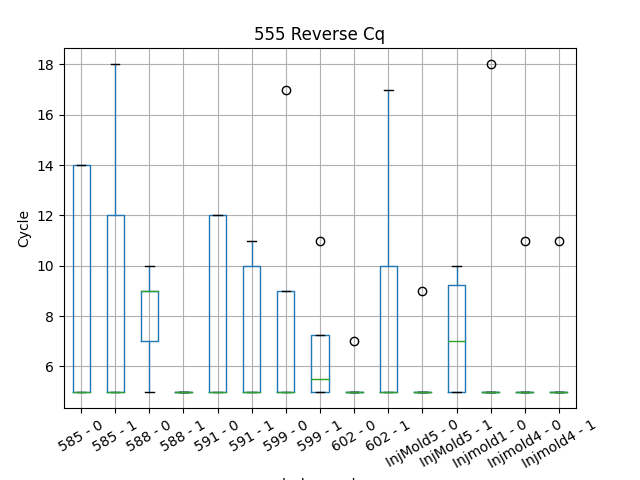 555 Reverse Cq
Cycle
18
16
14
12
10
8
6
585 - 0
585 - 1
588 - 0
588 - 1
591 - 0
591 - 1
599 - 0
599 - 1
602 - 0
602 - 1
InjMold5 - 0
InjMold5 - 1
Injmold1 - 0
Injmold4 - 0
Injmold4 - 1